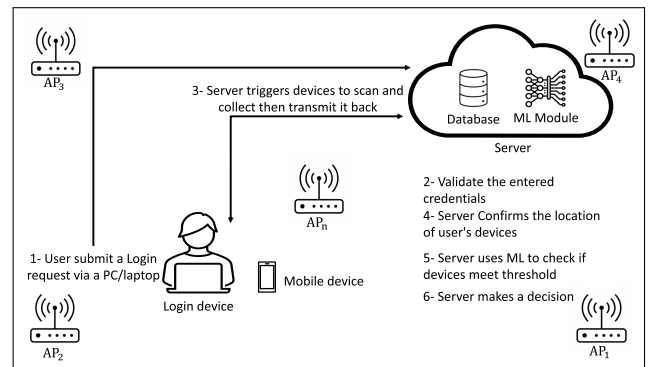 AP3
AP4
3- Server triggers devices to scan and
collect then transmit it back
Database
ML Module
Server
APn
2- Validate the entered
credentials
4- Server Confirms the location
of user's devices
1- User submit a Login
request via a PC/laptop
5- Server uses ML to check if
devices meet threshold
Mobile device
6- Server makes a decision
Login device
AP2
AP1